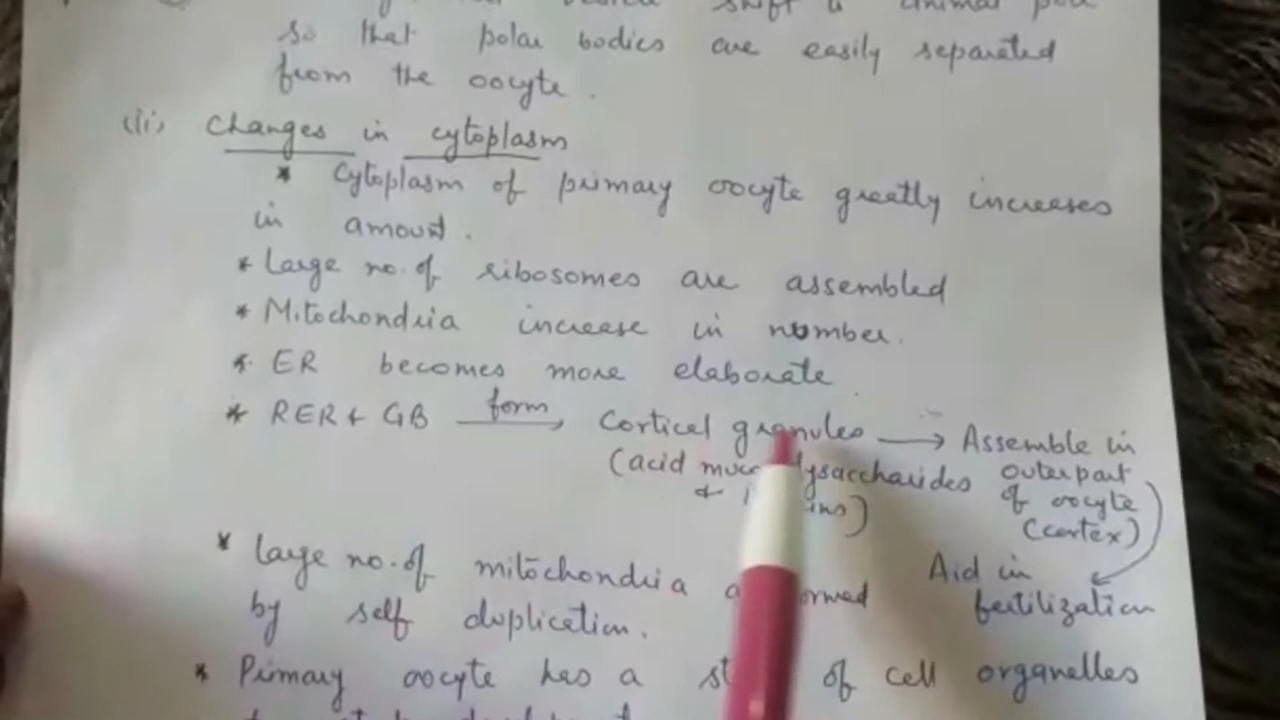 shift
so that polar bodies are easily separated
from the oocyte.
(ii) Changes in cytoplasm
* Cytoplasm of primary oocyte greatly increases
in amount.
* Large no. of ribosomes are assembled
* Mitochondria increase in number.
* ER becomes more elaborate
* RER + GB form → Cortical granules → Assemble in
(acid outer part
& of oocyte
(cortex)
* Large no. of mitochondria Aid in
by self duplication. fertilization
* Primary oocyte has a of cell organelles